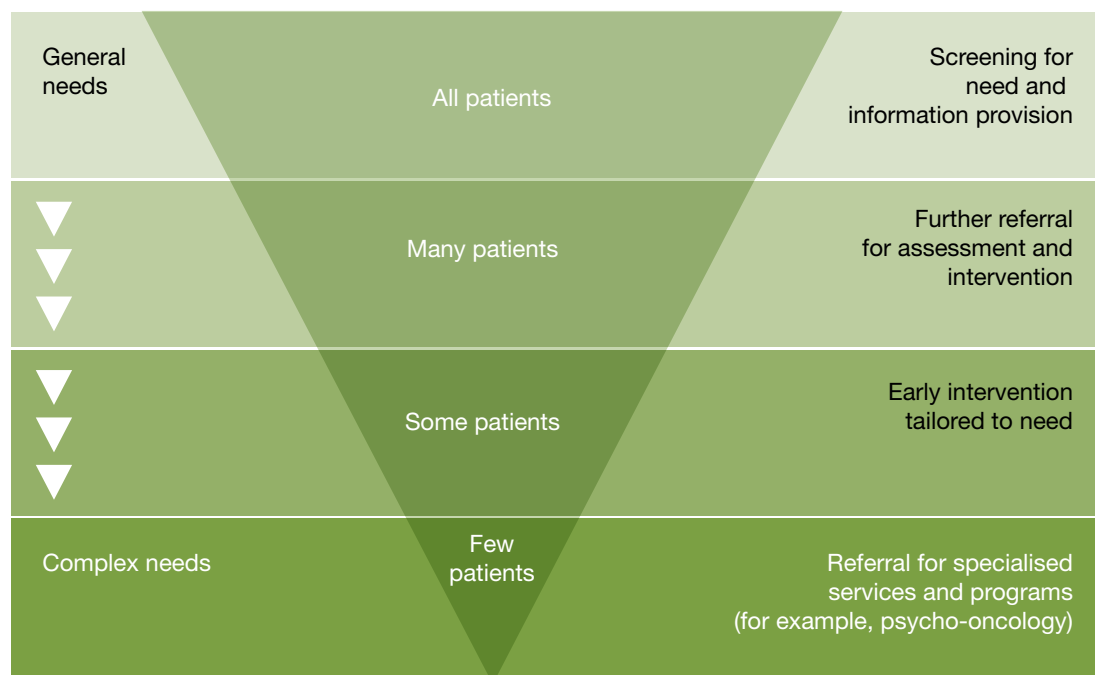 General
needs
All patients
Screening for
need and
information provision
Many patients
Further referral
for assessment and
intervention
Some patients
Early intervention
tailored to need
Complex needs
Few
patients
Referral for specialised
services and programs
(for example, psycho-oncology)